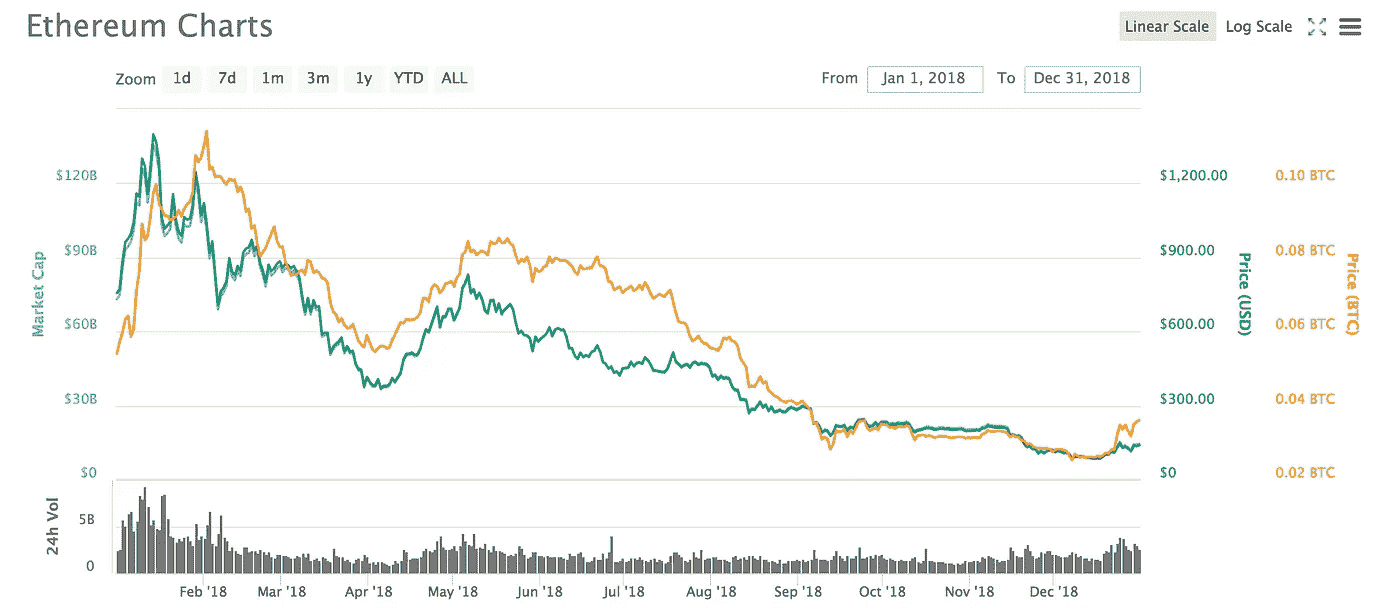 Ethereum Charts
Linear Scale Log Scale
Zoom 1d 7d 1m 3m 1y YTD ALL From Jan 1, 2018 To Dec 31, 2018
$120B $1,200.00 0.10 BTC
$90B $900.00 0.08 BTC
$60B $600.00 0.06 BTC
$30B $300.00 0.04 BTC
$0 $0 0.02 BTC
Market Cap
Price (USD)
Price (BTC)
24h Vol
5B
0
Feb '18 Mar '18 Apr '18 May '18 Jun '18 Jul '18 Aug '18 Sep '18 Oct '18 Nov '18 Dec '18